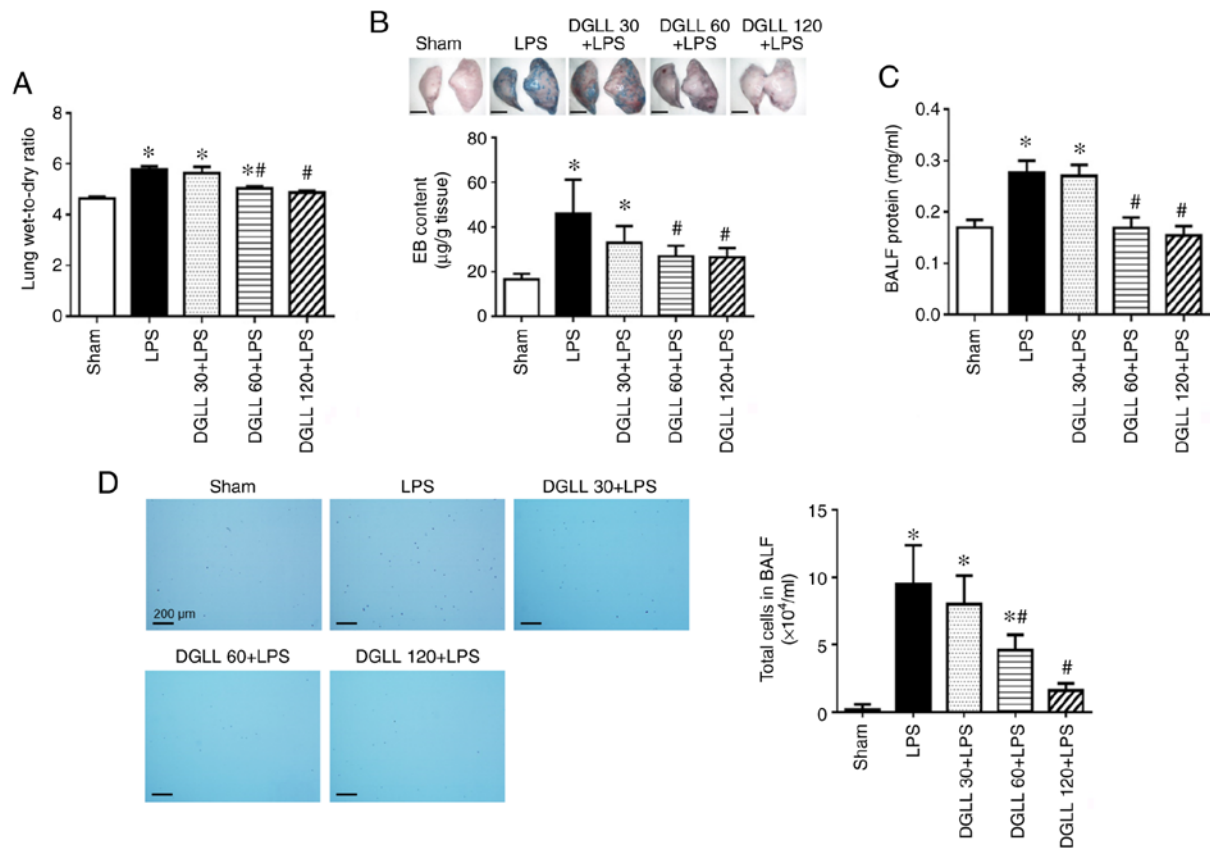 A
Lung wet-to-dry ratio
8
6
4
2
0
*
*
*#
#
Sham
LPS
DGLL 30+LPS
DGLL 60+LPS
DGLL 120+LPS
B
Sham
LPS
DGLL 30
+LPS
DGLL 60
+LPS
DGLL 120
+LPS
EB content
(µg/g tissue)
80
60
40
20
0
*
*
#
#
Sham
LPS
DGLL 30+LPS
DGLL 60+LPS
DGLL 120+LPS
C
BALF protein (mg/ml)
0.4
0.3
0.2
0.1
0.0
*
*
#
#
Sham
LPS
DGLL 30+LPS
DGLL 60+LPS
DGLL 120+LPS
D
Sham
LPS
DGLL 30+LPS
200 µm
DGLL 60+LPS
DGLL 120+LPS
Total cells in BALF
(×10⁴/ml)
15
10
5
0
*
*
*#
#
Sham
LPS
DGLL 30+LPS
DGLL 60+LPS
DGLL 120+LPS